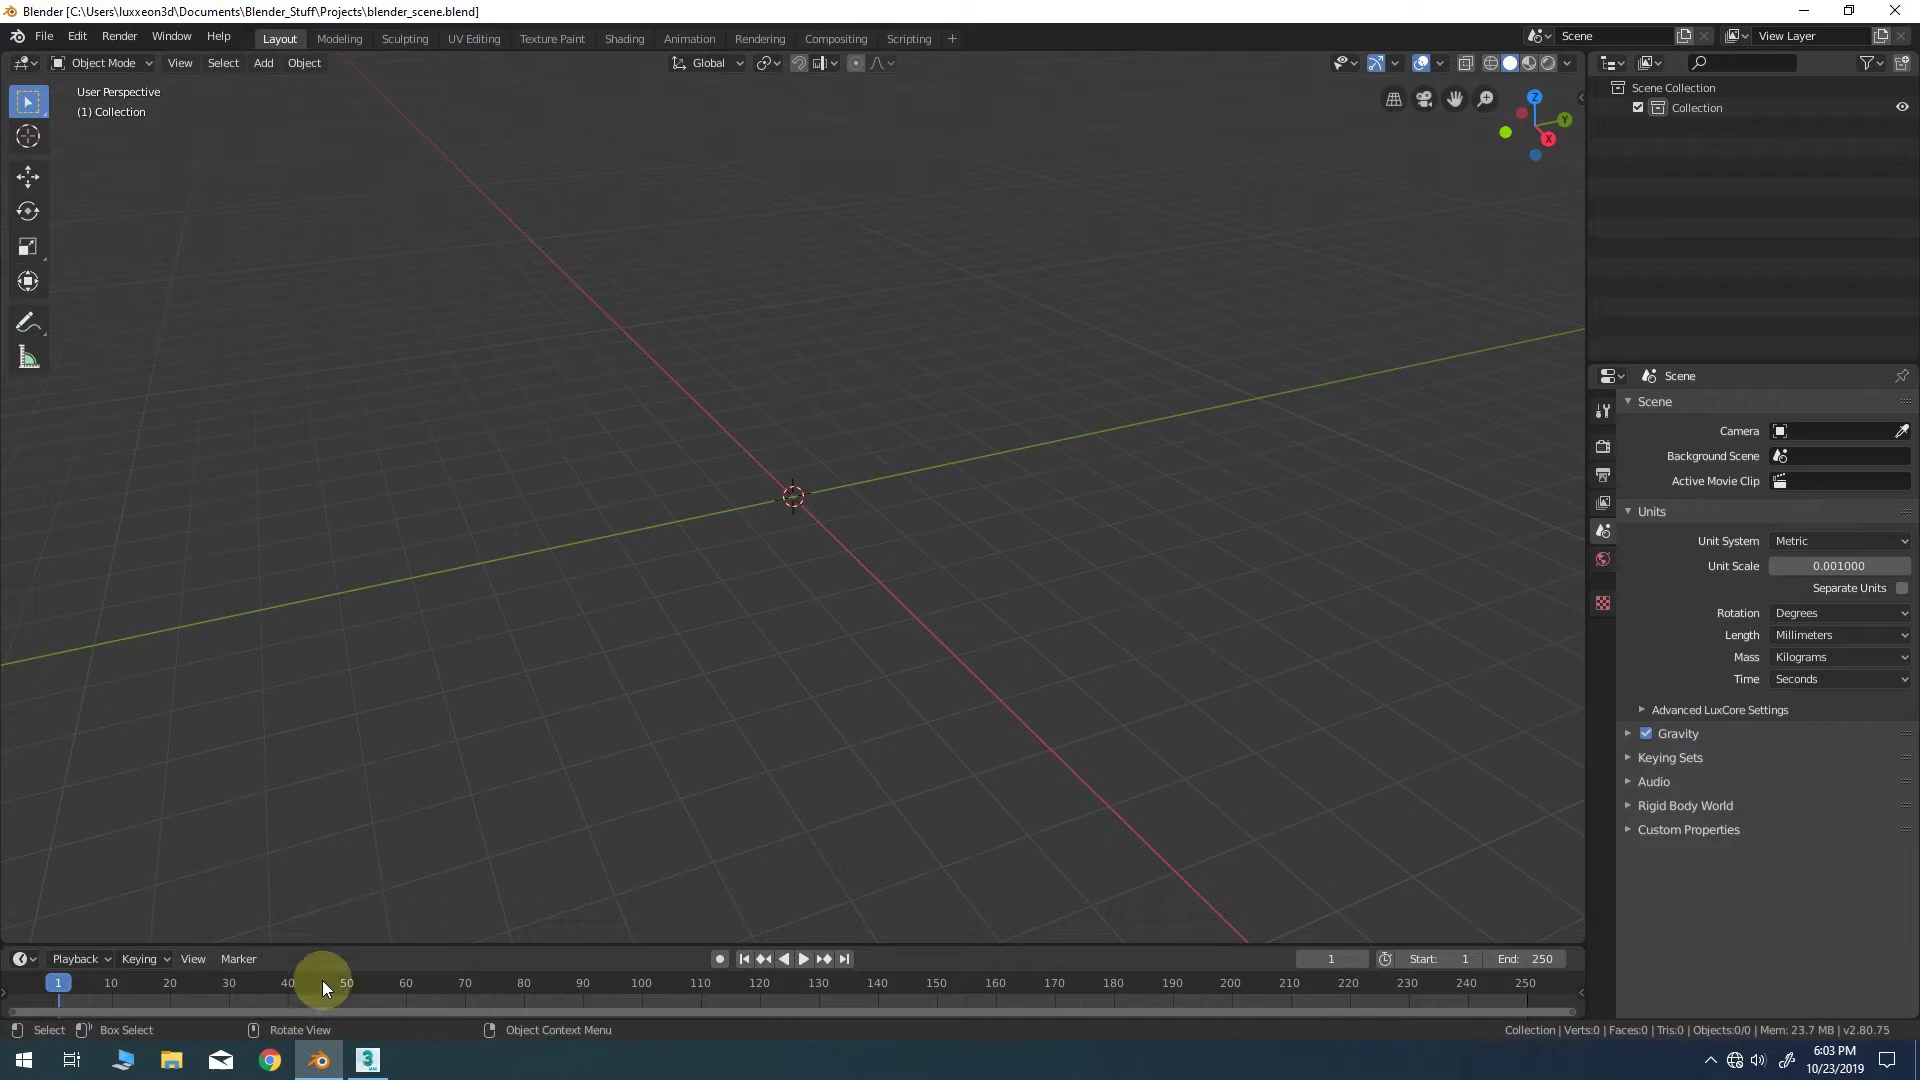 Blender [C:\Users\luxxeon3d\Documents\Blender_Stuff\Projects\blender_scene.blend]
File Edit Render Window Help Layout Modeling Sculpting UV Editing Texture Paint Shading Animation Rendering Compositing Scripting + Scene View Layer
Object Mode View Select Add Object Global
User Perspective
(1) Collection
Z
Y
X
Scene Collection
Collection
Scene
Scene
Camera
Background Scene
Active Movie Clip
Units
Unit System Metric
Unit Scale 0.001000
Separate Units
Rotation Degrees
Length Millimeters
Mass Kilograms
Time Seconds
Advanced LuxCore Settings
Gravity
Keying Sets
Audio
Rigid Body World
Custom Properties
Playback Keying View Marker 1 Start: 1 End: 250
1 10 20 30 40 50 60 70 80 90 100 110 120 130 140 150 160 170 180 190 200 210 220 230 240 250
Select Box Select Rotate View Object Context Menu Collection | Verts:0 | Faces:0 | Tris:0 | Objects:0/0 | Mem: 23.7 MB | v2.80.75
3
MAX
6:03 PM
10/23/2019